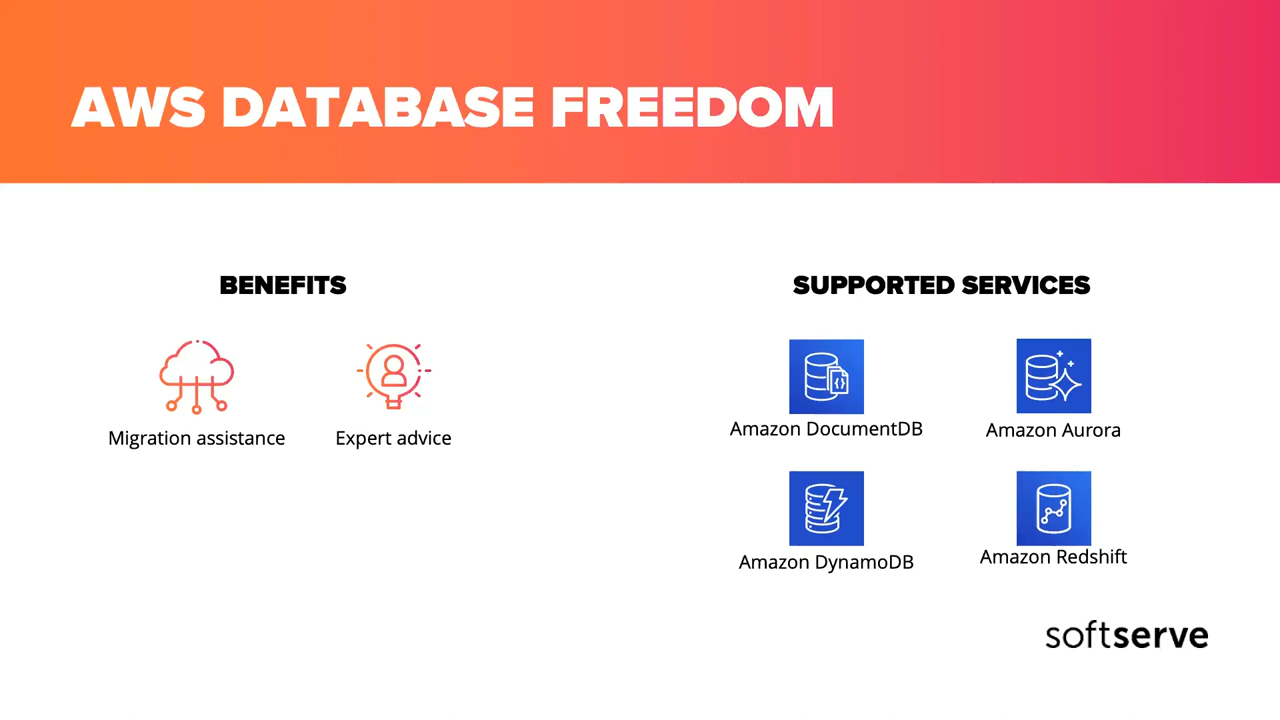 AWS DATABASE FREEDOM
BENEFITS
Migration assistance
Expert advice
SUPPORTED SERVICES
Amazon DocumentDB
Amazon Aurora
Amazon DynamoDB
Amazon Redshift
softserve